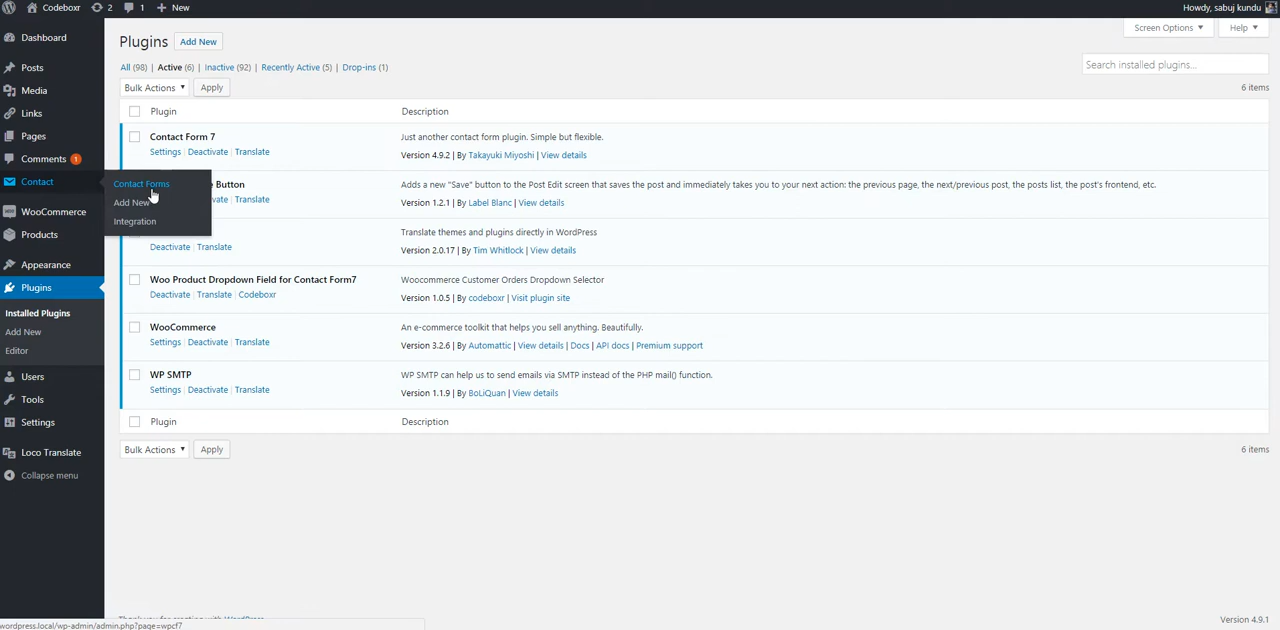 Codeboxr 2 1 New Howdy, sabuj kundu
Dashboard
Posts
Media
Links
Pages
Comments 1
Contact
Contact Forms
Add New
Integration
WooCommerce
Products
Appearance
Plugins
Installed Plugins
Add New
Editor
Users
Tools
Settings
Loco Translate
Collapse menu
Screen Options ▼ Help ▼
Plugins Add New
All (98) | Active (6) | Inactive (92) | Recently Active (5) | Drop-ins (1)
Search installed plugins...
Bulk Actions ▼ Apply 6 items
Plugin Description
Contact Form 7 Just another contact form plugin. Simple but flexible.
Settings | Deactivate | Translate Version 4.9.2 | By Takayuki Miyoshi | View details
Button Adds a new "Save" button to the Post Edit screen that saves the post and immediately takes you to your next action: the previous page, the next/previous post, the posts list, the post's frontend, etc.
| Translate Version 1.2.1 | By Label Blanc | View details
Translate themes and plugins directly in WordPress
Deactivate | Translate Version 2.0.17 | By Tim Whitlock | View details
Woo Product Dropdown Field for Contact Form7 Woocommerce Customer Orders Dropdown Selector
Deactivate | Translate | Codeboxr Version 1.0.5 | By codeboxr | Visit plugin site
WooCommerce An e-commerce toolkit that helps you sell anything. Beautifully.
Settings | Deactivate | Translate Version 3.2.6 | By Automattic | View details | Docs | API docs | Premium support
WP SMTP WP SMTP can help us to send emails via SMTP instead of the PHP mail() function.
Settings | Deactivate | Translate Version 1.1.9 | By BoLiQuan | View details
Plugin Description
Bulk Actions ▼ Apply 6 items
Version 4.9.1
wordpress.local/wp-admin/admin.php?page=wpcf7